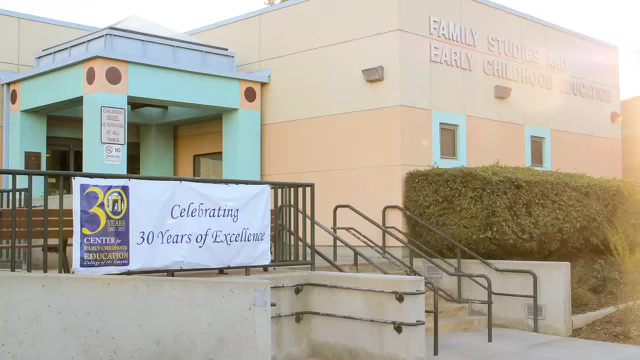 FAMILY STUDIES AND
EARLY CHILDHOOD EDUCATION
30
YEARS
CENTER for
EARLY CHILDHOOD
EDUCATION
College of the Canyons
Celebrating
30 Years of Excellence